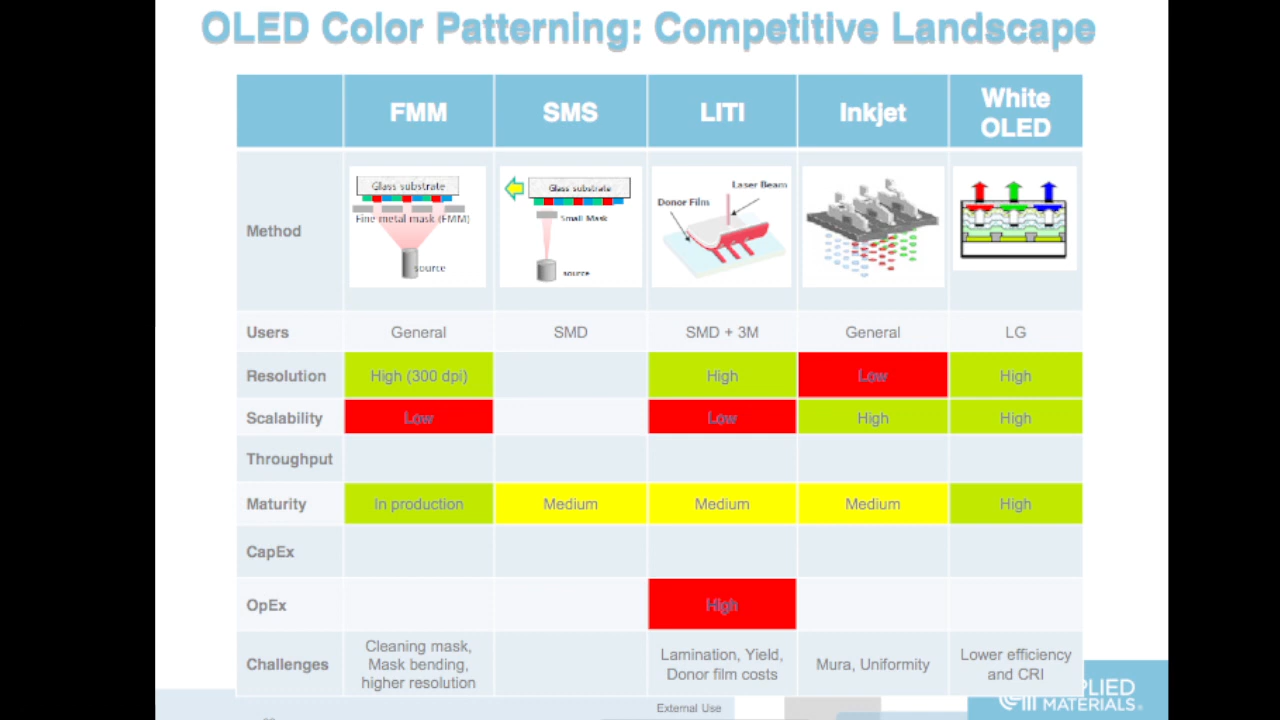 OLED Color Patterning: Competitive Landscape
FMM SMS LITI Inkjet White OLED
Method
Glass substrate
Fine metal mask (FMM)
source
Glass substrate
Small Mask
source
Laser Beam
Donor Film
Users General SMD SMD + 3M General LG
Resolution High (300 dpi) High Low High
Scalability Low Low High High
Throughput
Maturity In production Medium Medium Medium High
CapEx
OpEx High
Challenges
Cleaning mask,
Mask bending,
higher resolution
Lamination, Yield,
Donor film costs
Mura, Uniformity
Lower efficiency
and CRI
External Use
MATERIALS®